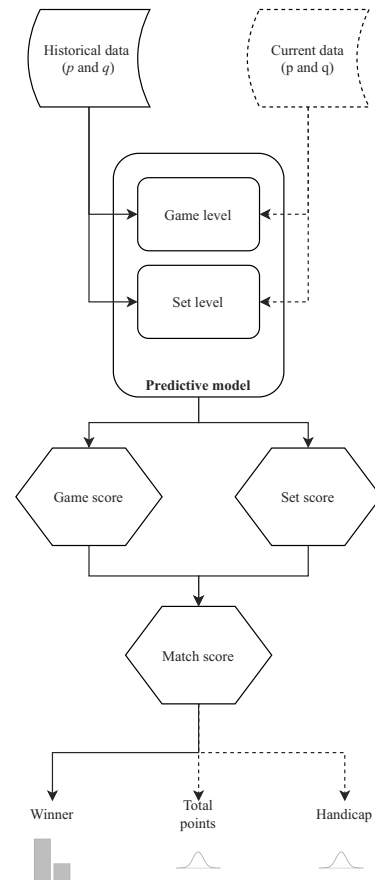 Historical data
(p and q)
Current data
(p and q)
Game level
Set level
Predictive model
Game score
Set score
Match score
Winner
Total
points
Handicap